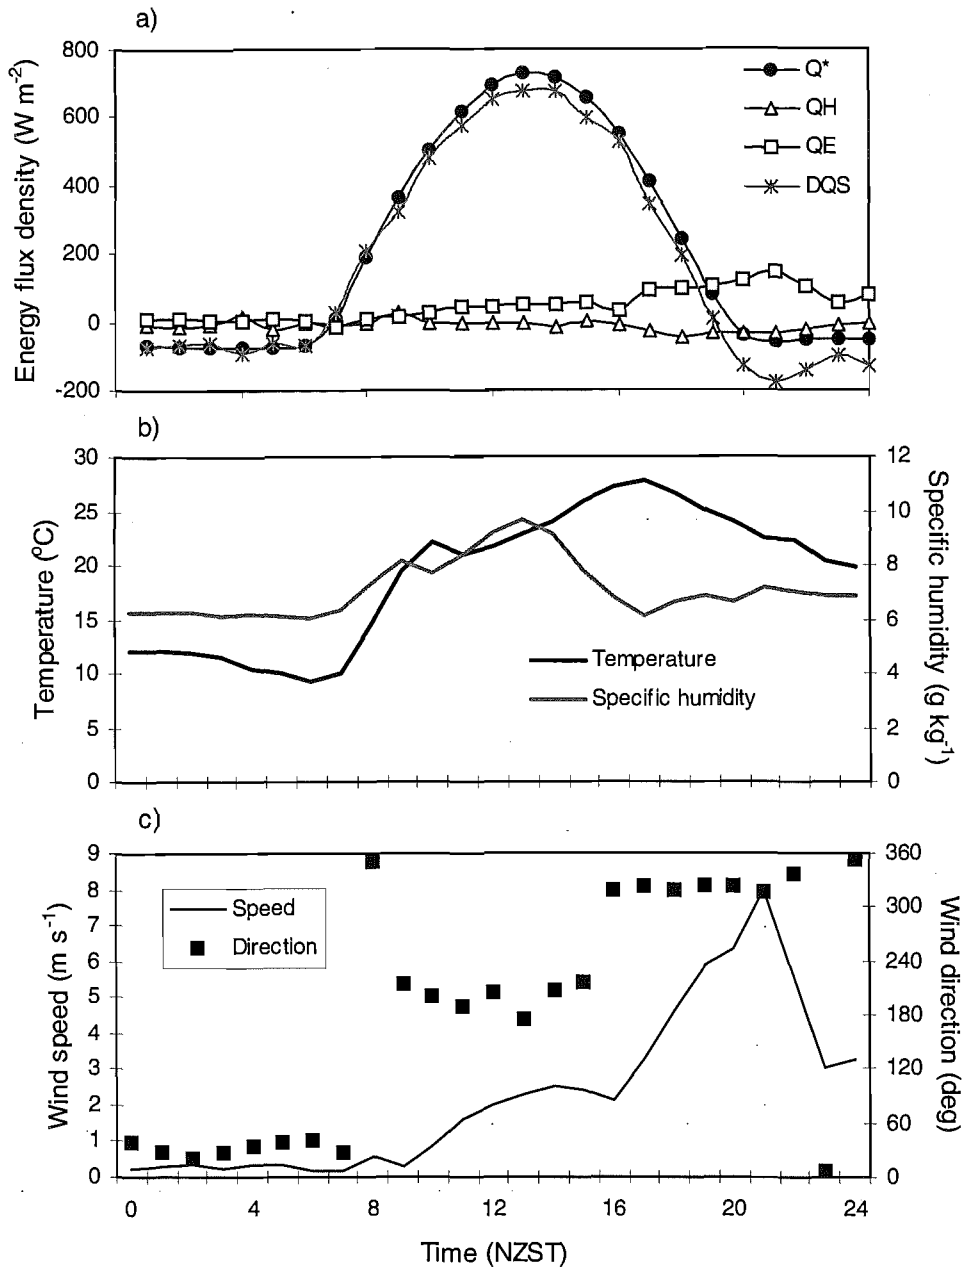 a)
Energy flux density (W m-2)
800
600
400
200
0
-200
Q*
QH
QE
DQS
b)
Temperature (°C)
30
25
20
15
10
5
0
Specific humidity (g kg-1)
12
10
8
6
4
2
0
Temperature
Specific humidity
c)
Wind speed (m s-1)
9
8
7
6
5
4
3
2
1
0
Wind direction (deg)
360
300
240
180
120
60
0
Speed
Direction
0 4 8 12 16 20 24
Time (NZST)